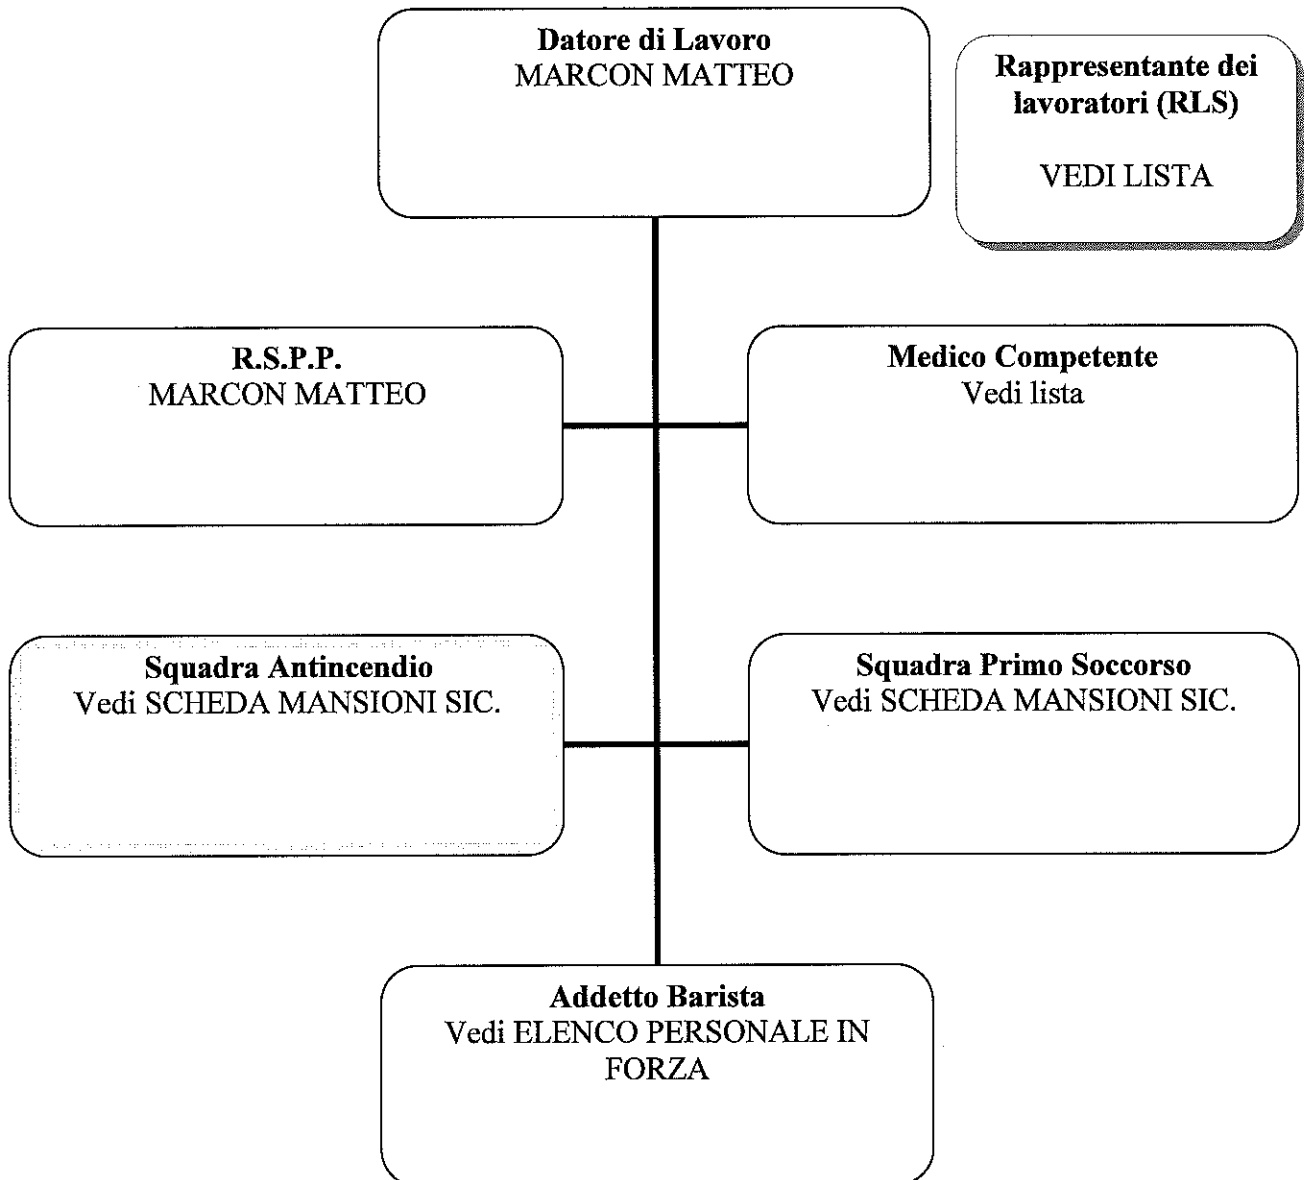 Datore di Lavoro
MARCON MATTEO
Rappresentante dei
lavoratori (RLS)
VEDI LISTA
R.S.P.P.
MARCON MATTEO
Medico Competente
Vedi lista
Squadra Antincendio
Vedi SCHEDA MANSIONI SIC.
Squadra Primo Soccorso
Vedi SCHEDA MANSIONI SIC.
Addetto Barista
Vedi ELENCO PERSONALE IN
FORZA